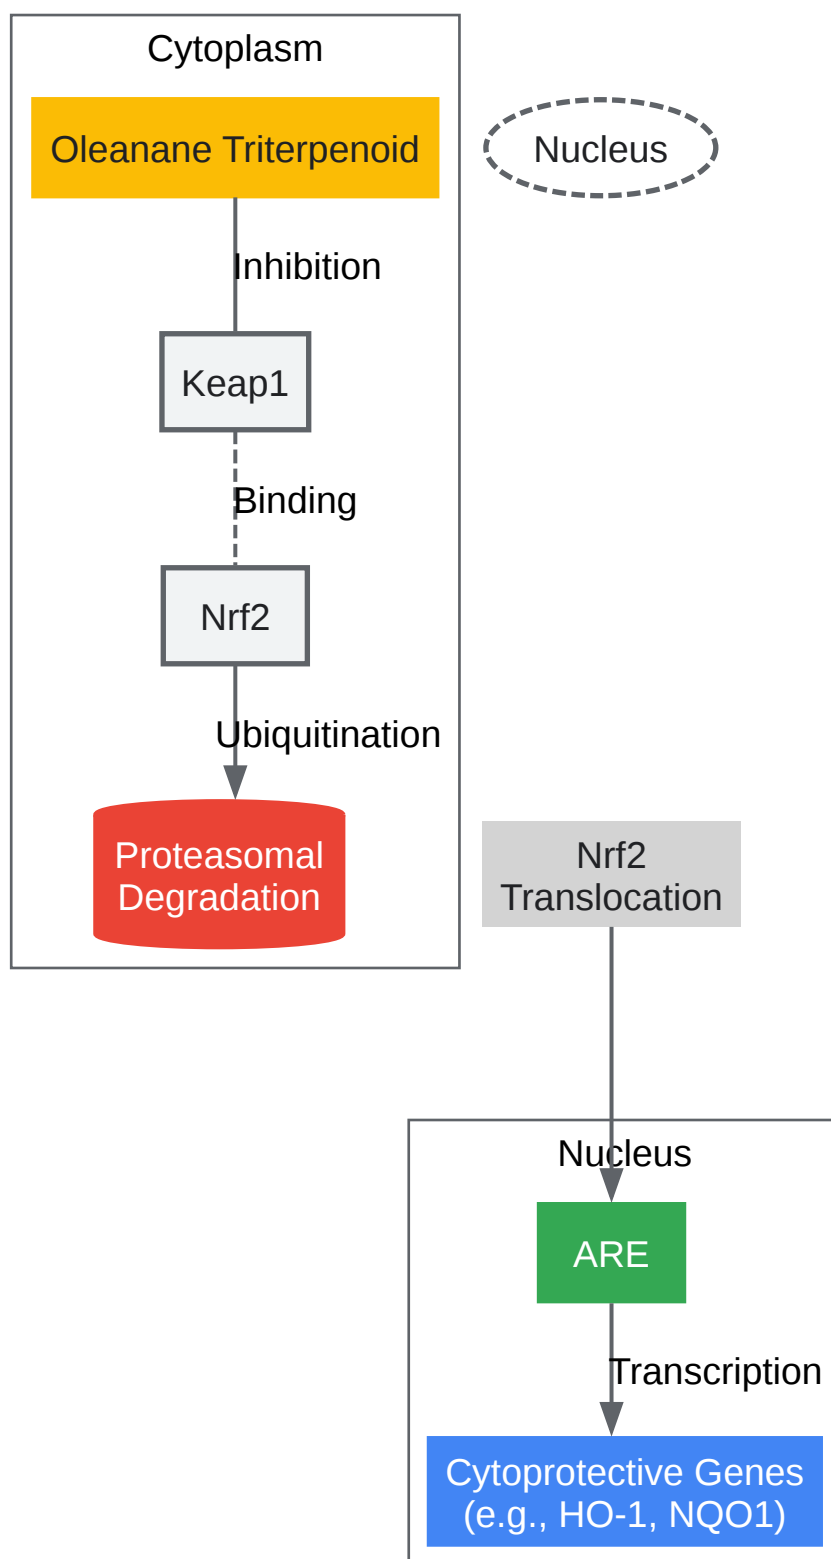 Cytoplasm
Oleanane Triterpenoid
Nucleus
Inhibition
Keap1
Binding
Nrf2
Ubiquitination
Proteasomal
Degradation
Nrf2
Translocation
Nucleus
ARE
Transcription
Cytoprotective Genes
(e.g., HO-1, NQO1)